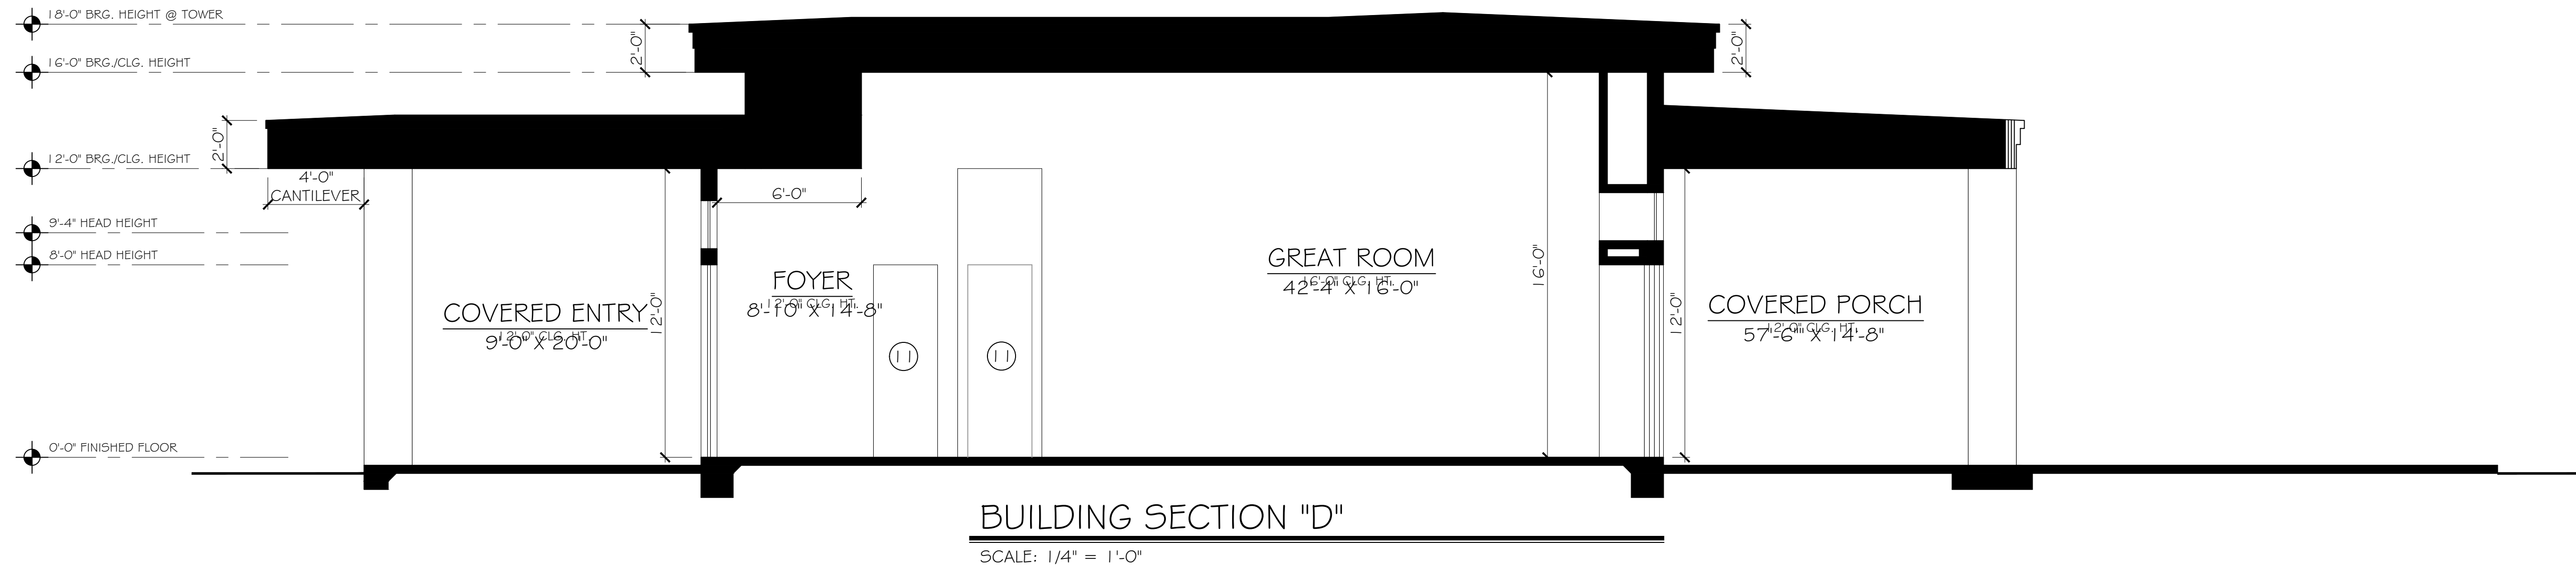 18'-0" BRG. HEIGHT @ TOWER
2'-0"
2'-0"
16'-0" BRG./CLG. HEIGHT
2'-0"
12'-0" BRG./CLG. HEIGHT
4'-0"
CANTILEVER
6'-0"
9'-4" HEAD HEIGHT
8'-0" HEAD HEIGHT
GREAT ROOM
16'-0" CLG. HT.
42'-4" X 16'-0"
16'-0"
FOYER
12'-0" CLG. HT.
8'-10" X 14'-8"
COVERED ENTRY
12'-0" CLG. HT.
9'-0" X 20'-0"
12'-0"
COVERED PORCH
12'-0" CLG. HT.
57'-6" X 14'-8"
12'-0"
11
11
0'-0" FINISHED FLOOR
BUILDING SECTION "D"
SCALE: 1/4" = 1'-0"